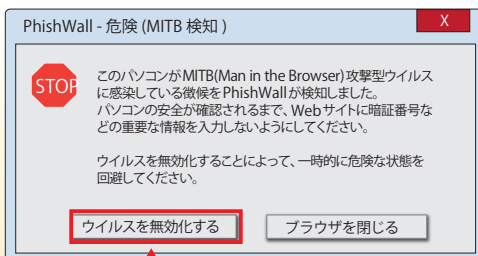 PhishWall - 危険 (MITB 検知 )
X
STOP
このパソコンがMITB(Man in the Browser)攻撃型ウイルス
に感染している徴候をPhishWallが検知しました。
パソコンの安全が確認されるまで、Webサイトに暗証番号な
どの重要な情報を入力しないようにしてください。
ウイルスを無効化することによって、一時的に危険な状態を
回避してください。
ウイルスを無効化する
ブラウザを閉じる